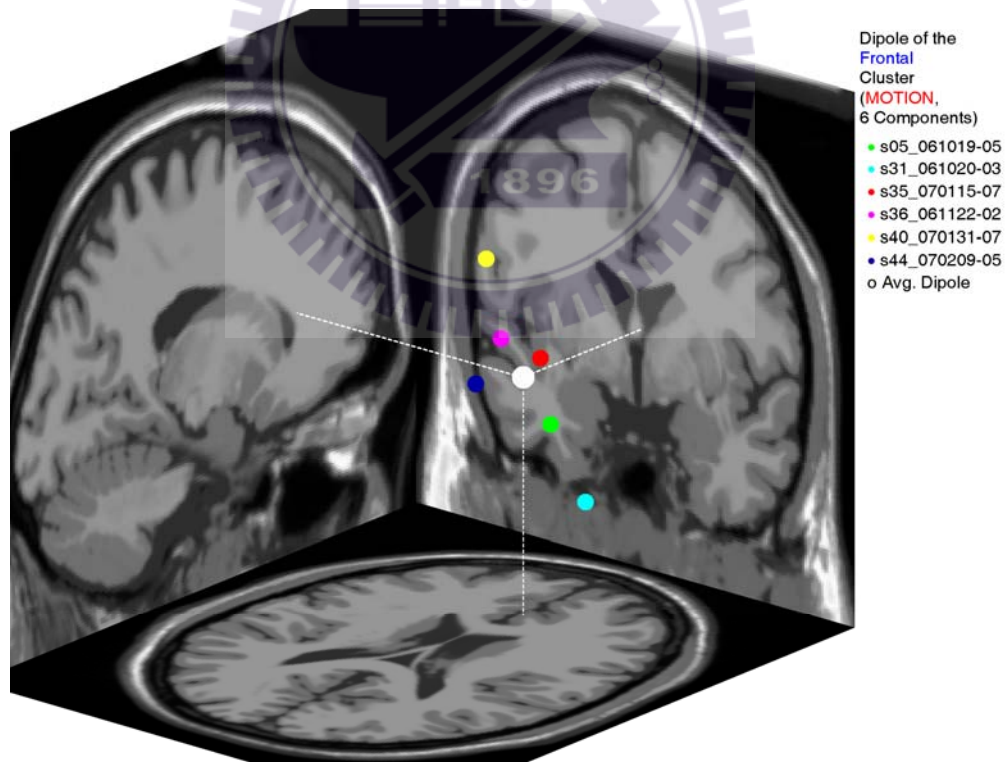 1896
Dipole of the
Frontal
Cluster
(MOTION,
6 Components)
s05_061019-05
s31_061020-03
s35_070115-07
s36_061122-02
s40_070131-07
s44_070209-05
o Avg. Dipole